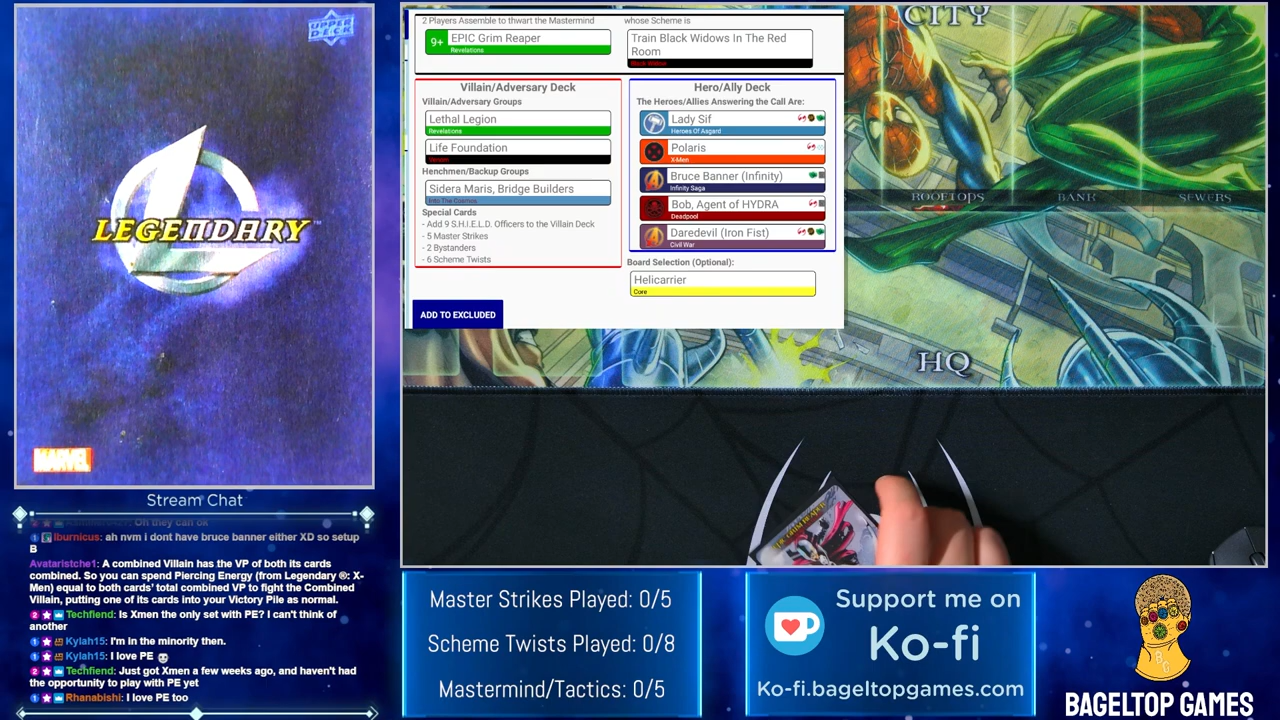 UPPER DECK
LEGENDARY
MARVEL
2 Players Assemble to thwart the Mastermind
whose Scheme is
9+
EPIC Grim Reaper
Revelations
Train Black Widows In The Red
Room
Black Widow
Villain/Adversary Deck
Villain/Adversary Groups
Lethal Legion
Revelations
Life Foundation
Venom
Henchmen/Backup Groups
Sidera Maris, Bridge Builders
Into The Cosmos
Special Cards
- Add 9 S.H.I.E.L.D. Officers to the Villain Deck
- 5 Master Strikes
- 2 Bystanders
- 6 Scheme Twists
Hero/Ally Deck
The Heroes/Allies Answering the Call Are:
Lady Sif
Heroes Of Asgard
Polaris
X-Men
Bruce Banner (Infinity)
Infinity Saga
Bob, Agent of HYDRA
Deadpool
Daredevil (Iron Fist)
Civil War
Board Selection (Optional):
Helicarrier
Core
ADD TO EXCLUDED
CITY
ROOFTOPS
BANK
SEWERS
HQ
Stream Chat
Oh they can ok
Iburnicus: ah nvm i dont have bruce banner either XD so setup
B
Avataristche1: A combined Villain has the VP of both its cards
combined. So you can spend Piercing Energy (from Legendary ®: X-
Men) equal to both cards' total combined VP to fight the Combined
Villain, putting one of its cards into your Victory Pile as normal.
Techfiend: Is Xmen the only set with PE? I can't think of
another
Kylah15: I'm in the minority then.
Kylah15: I love PE
Techfiend: Just got Xmen a few weeks ago, and haven't had
the opportunity to play with PE yet
Rhanabishi: I love PE too
Master Strikes Played: 0/5
Scheme Twists Played: 0/8
Mastermind/Tactics: 0/5
Support me on
Ko-fi
Ko-fi.bageltopgames.com
BG
BAGELTOP GAMES